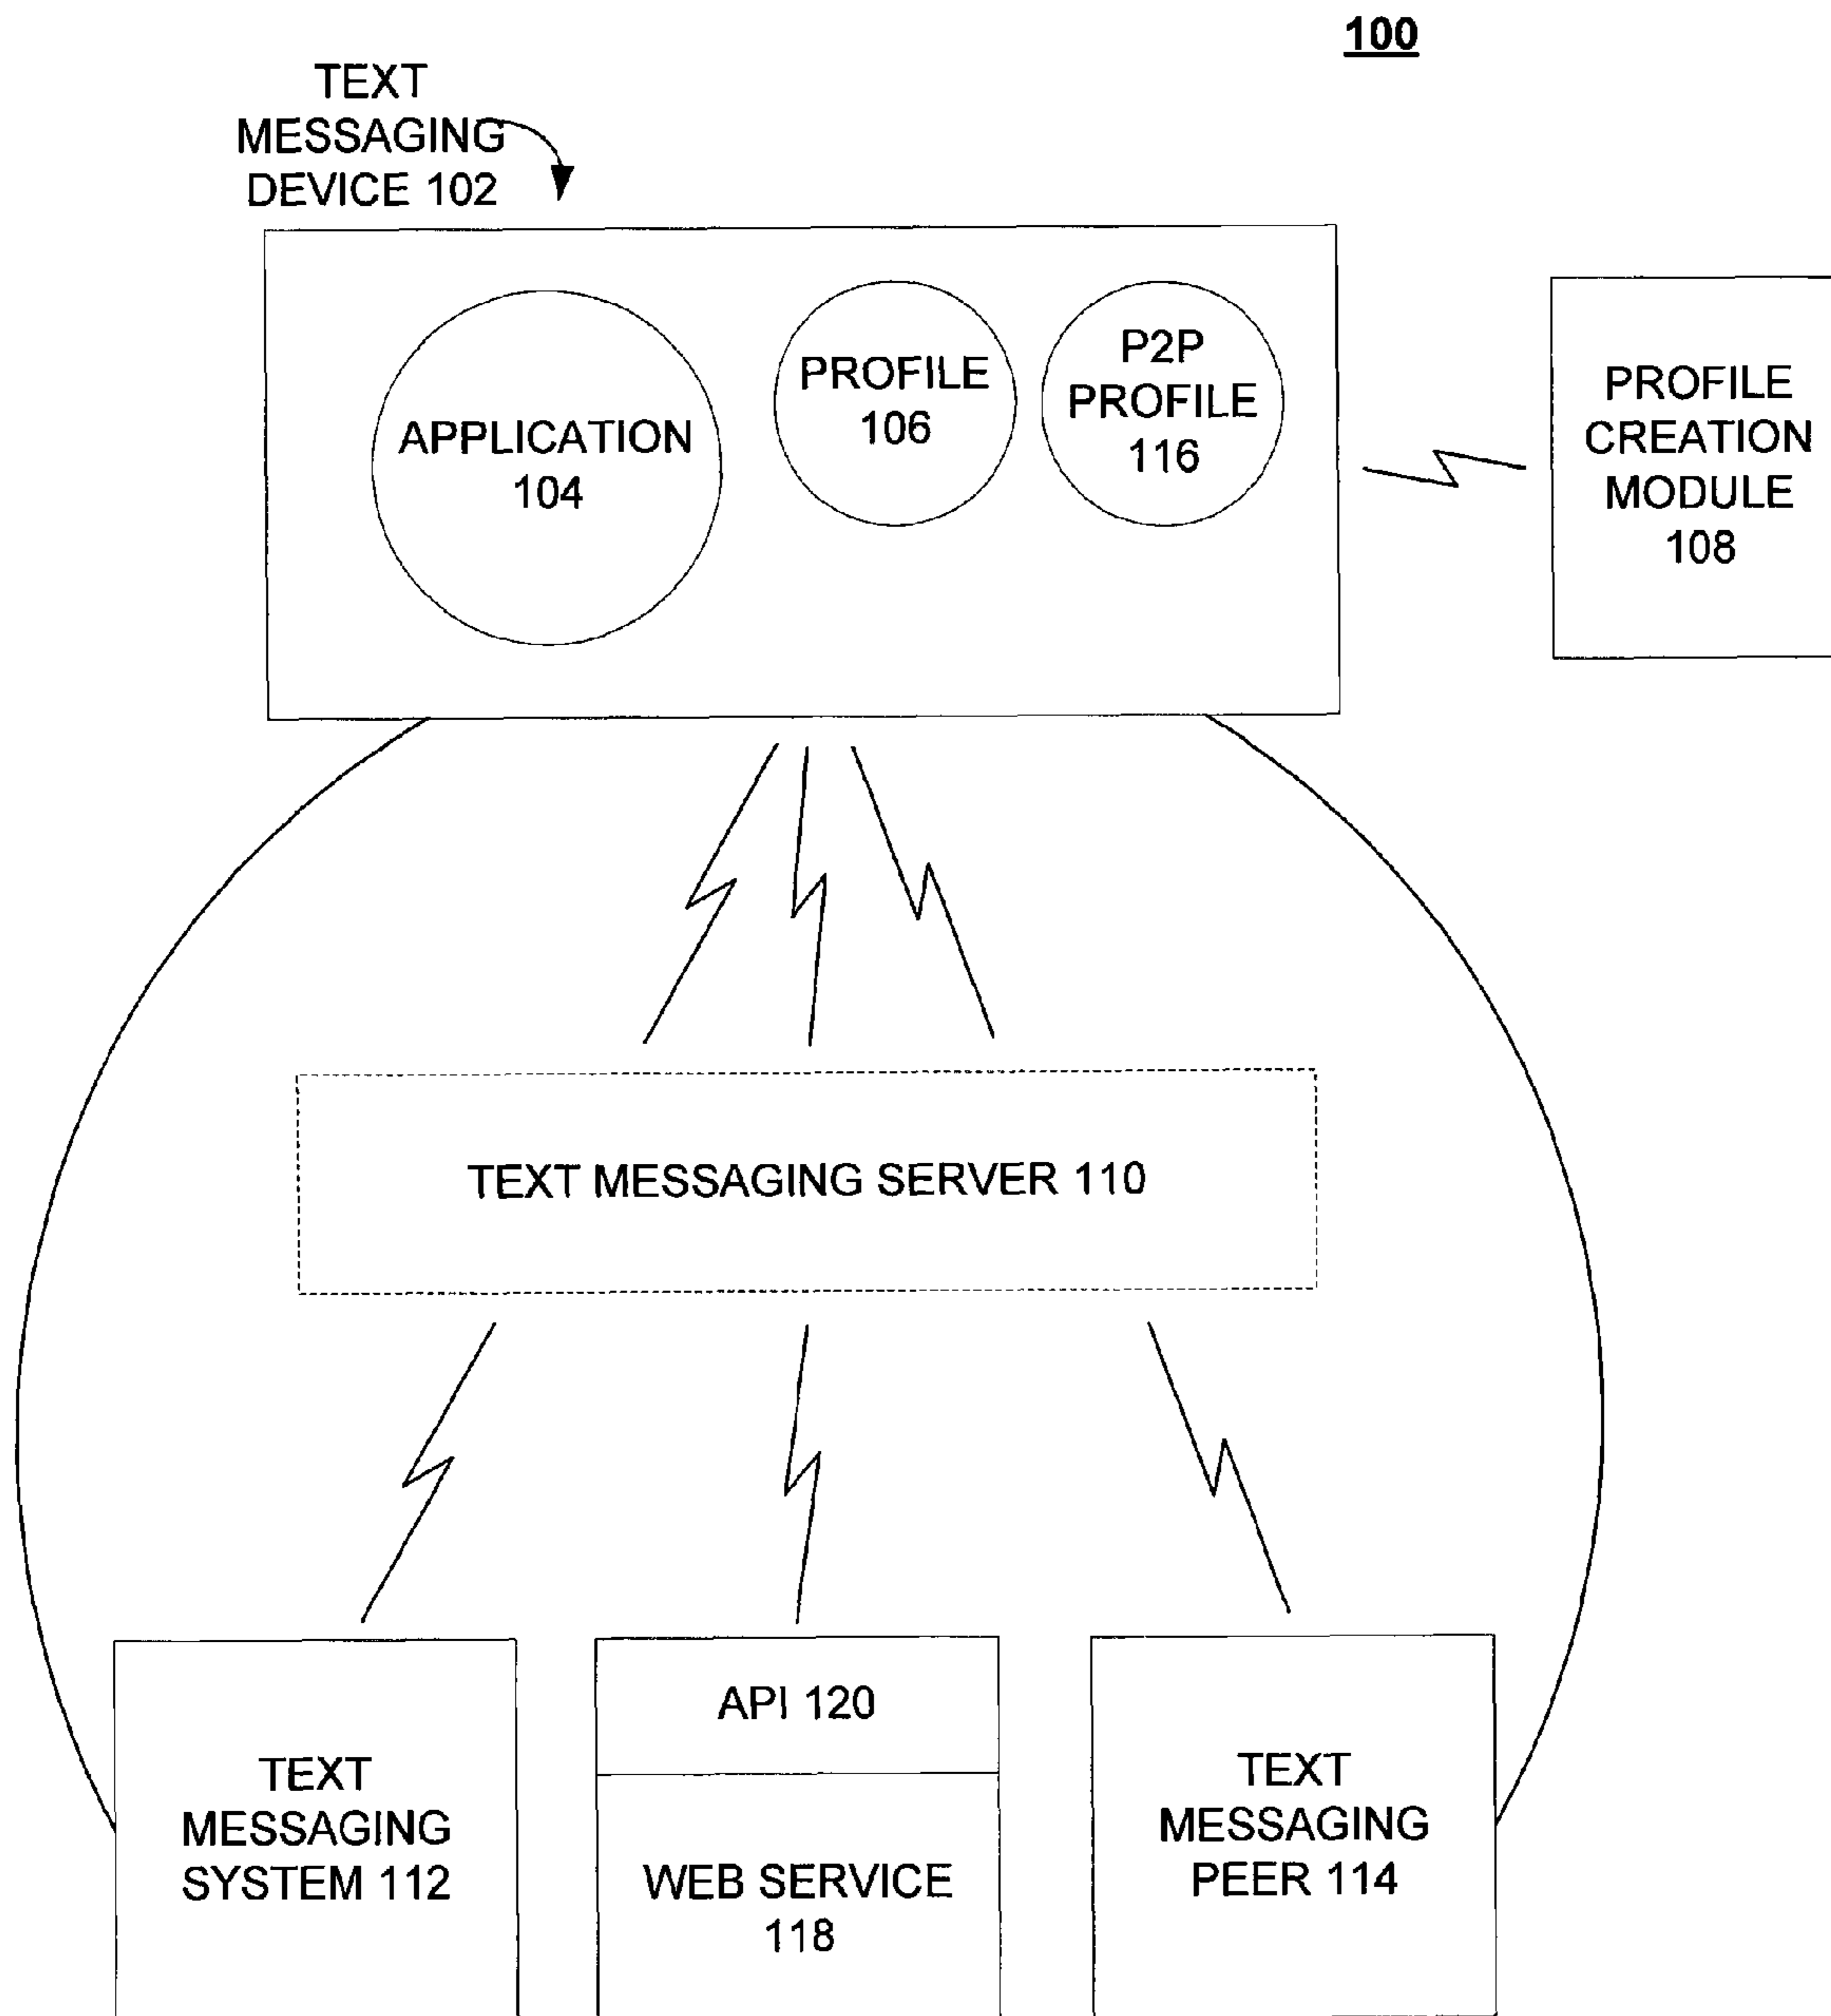 100
TEXT
MESSAGING
DEVICE 102
APPLICATION
104
PROFILE
106
P2P
PROFILE
116
PROFILE
CREATION
MODULE
108
TEXT MESSAGING SERVER 110
TEXT
MESSAGING
SYSTEM 112
API 120
WEB SERVICE
118
TEXT
MESSAGING
PEER 114